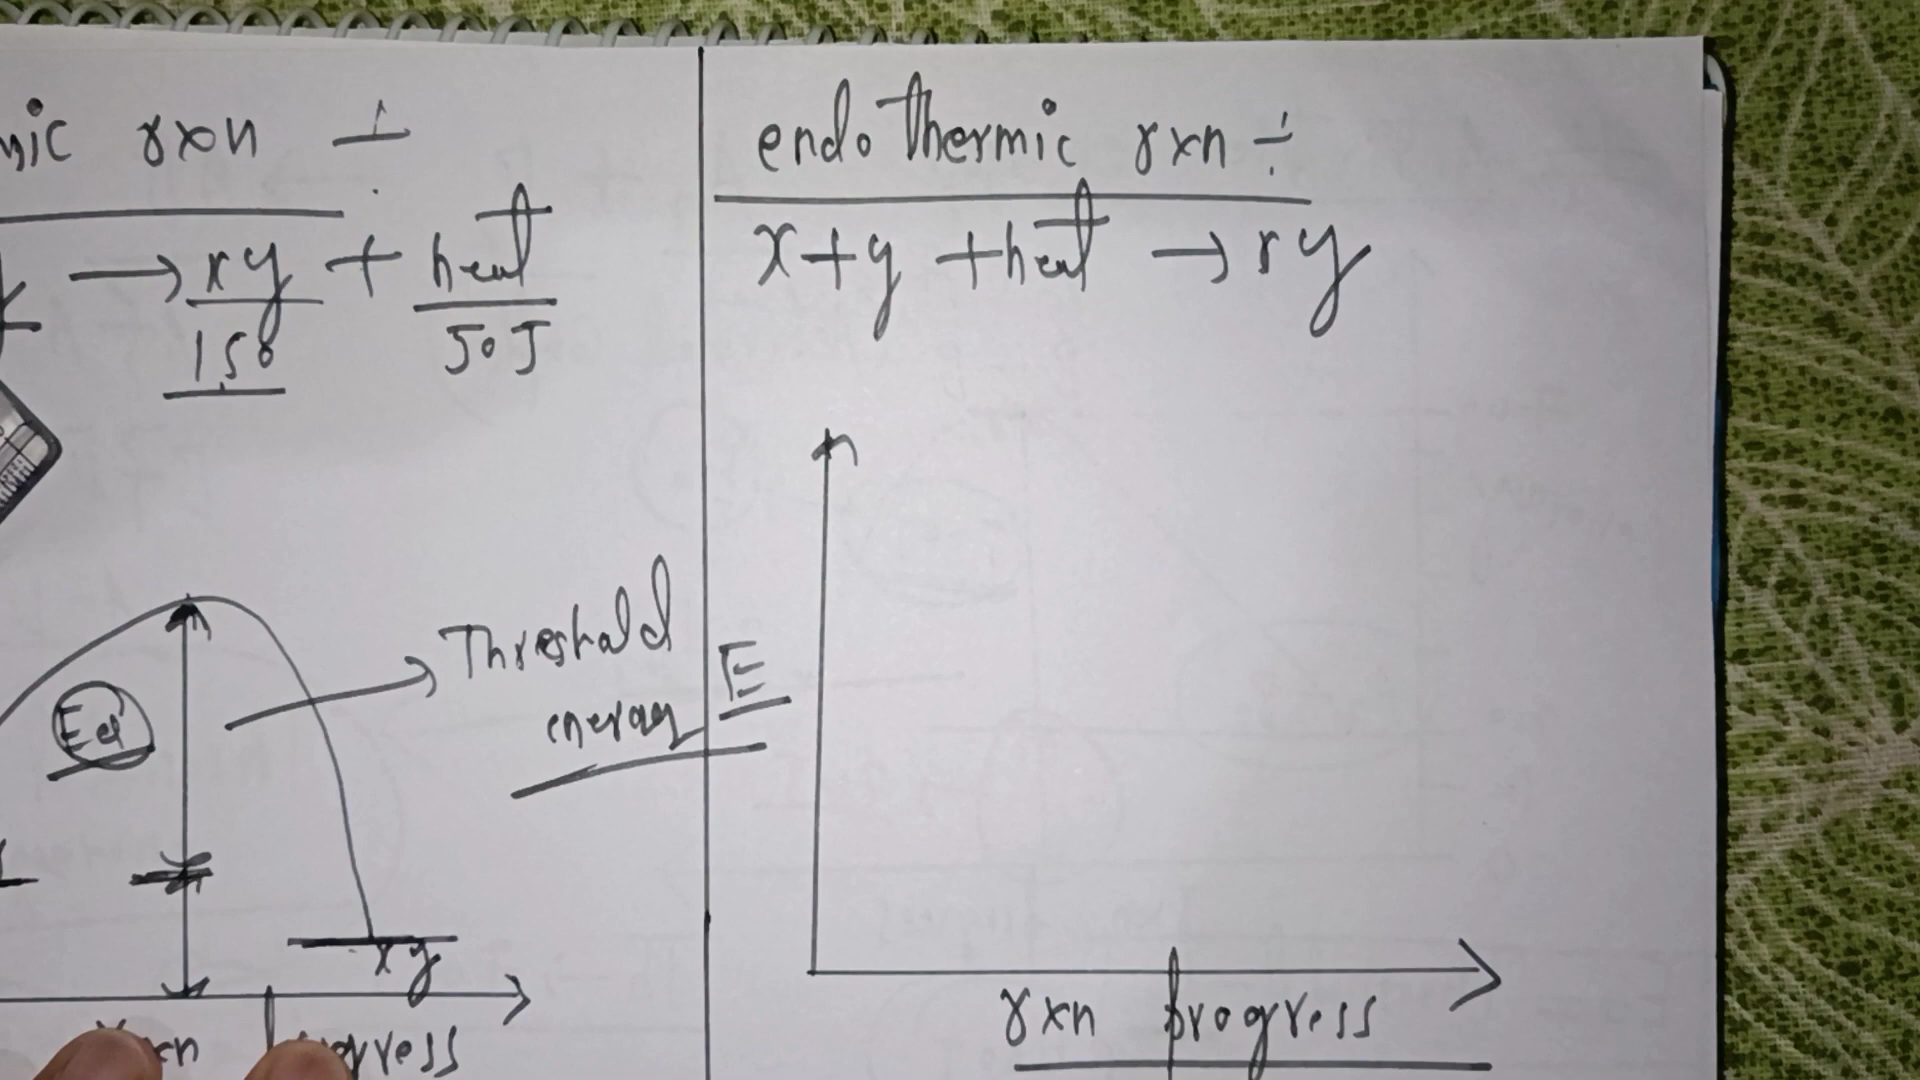 mic rxn :-
→ xy + heat
150 50J
Ea
Threshold
energy
xy
rxn progress
endothermic rxn :-
x+y +heat → xy
E
rxn progress